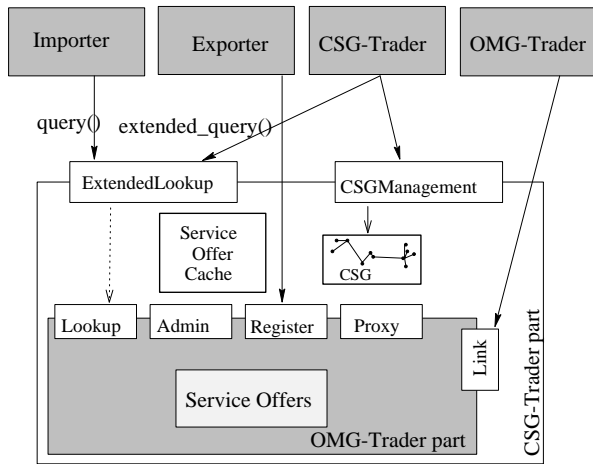 Importer
Exporter
CSG-Trader
OMG-Trader
query()
extended_query()
ExtendedLookup
CSGManagement
Service
Offer
Cache
CSG
Lookup
Admin
Register
Proxy
Link
CSG-Trader part
Service Offers
OMG-Trader part